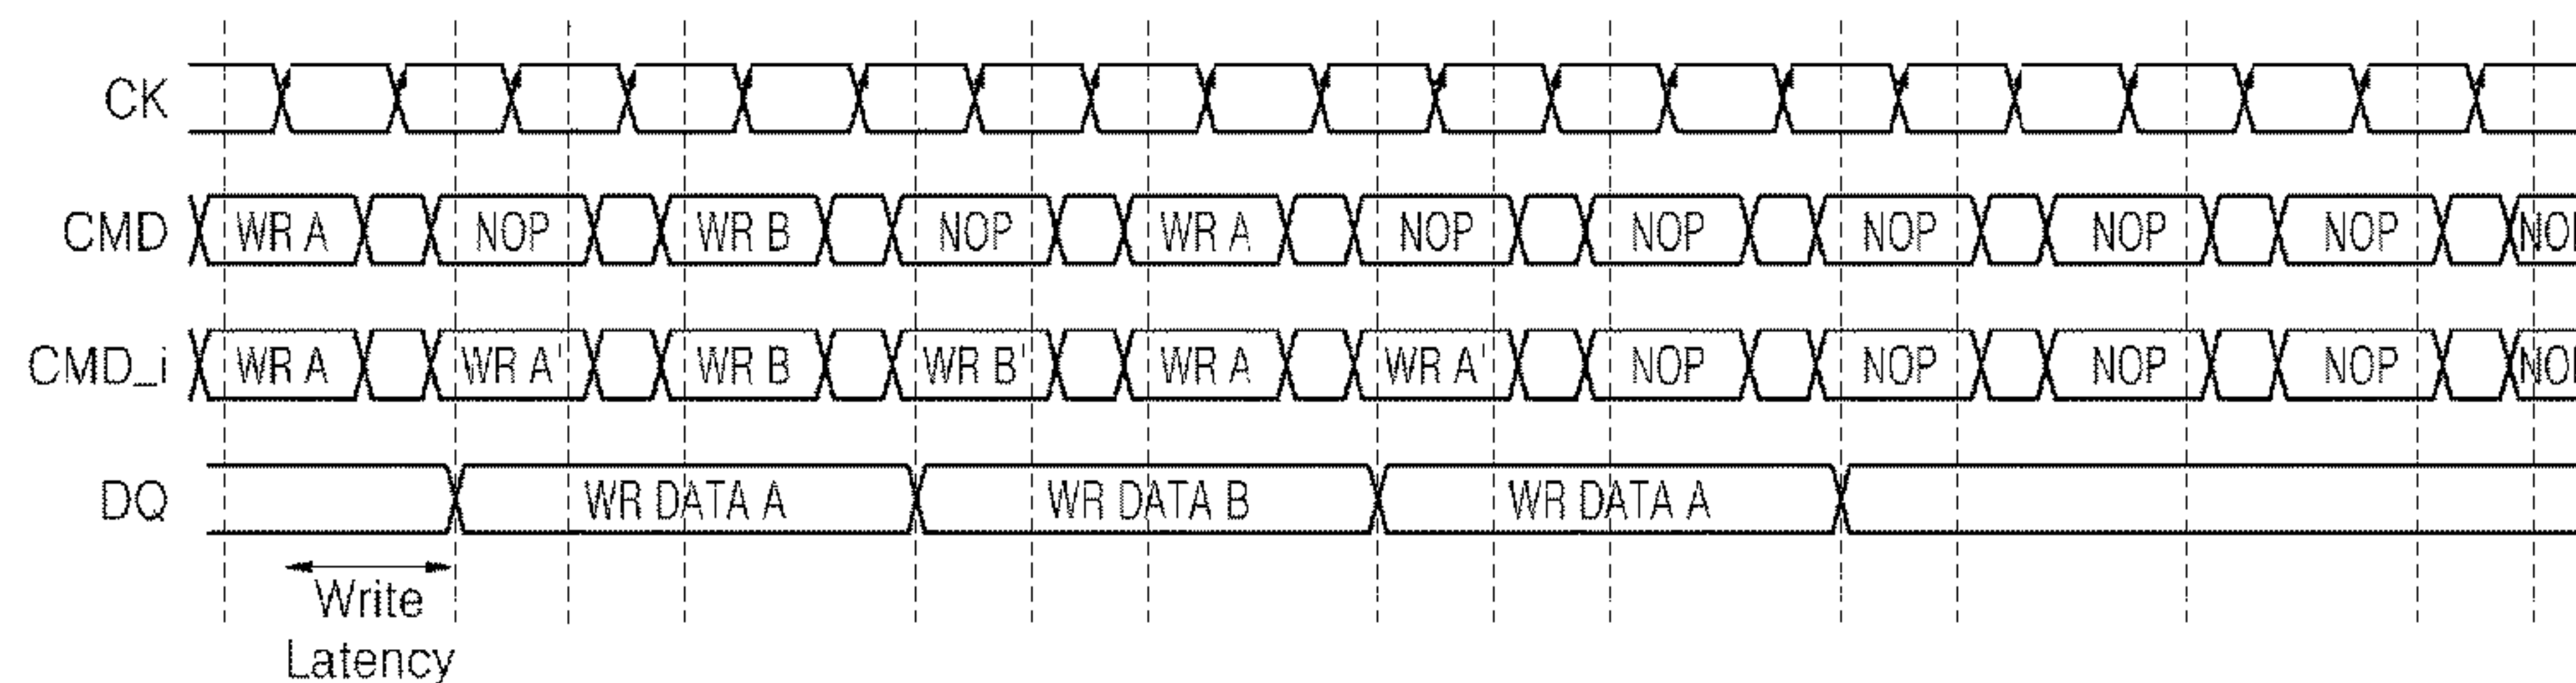 CK
CMD WR A NOP WR B NOP WR A NOP NOP NOP NOP NOP
CMD_i WR A WR A' WR B WR B' WR A WR A' NOP NOP NOP NOP
DQ WR DATA A WR DATA B WR DATA A
Write
Latency